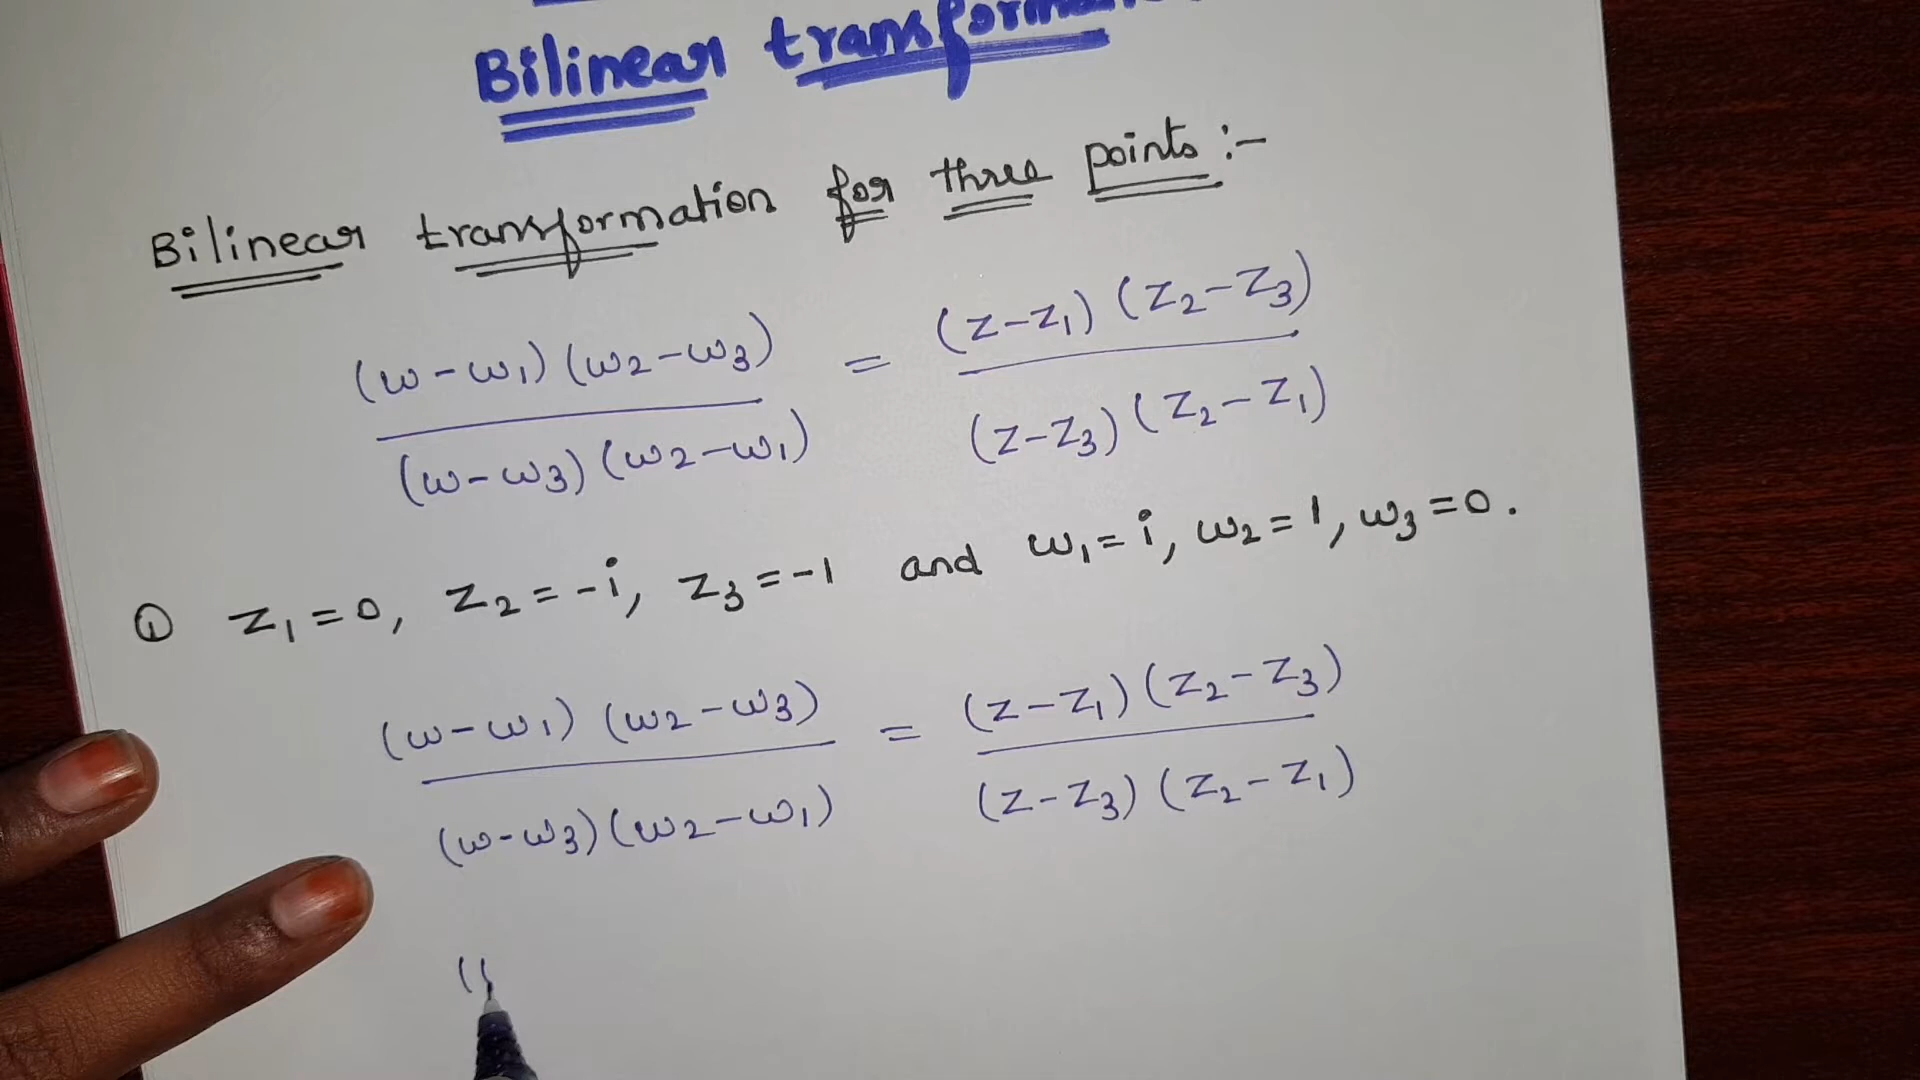 Bilinear
Bilinear transformation for three points :-
(w-w₁) (w₂-w₃) = (z-z₁) (z₂-z₃)
(w-w₃) (w₂-w₁) (z-z₃) (z₂-z₁)
① z₁=0, z₂=-i, z₃=-1 and w₁=i, w₂=1, w₃=0.
(w-w₁) (w₂-w₃) = (z-z₁) (z₂-z₃)
(w-w₃) (w₂-w₁) (z-z₃) (z₂-z₁)